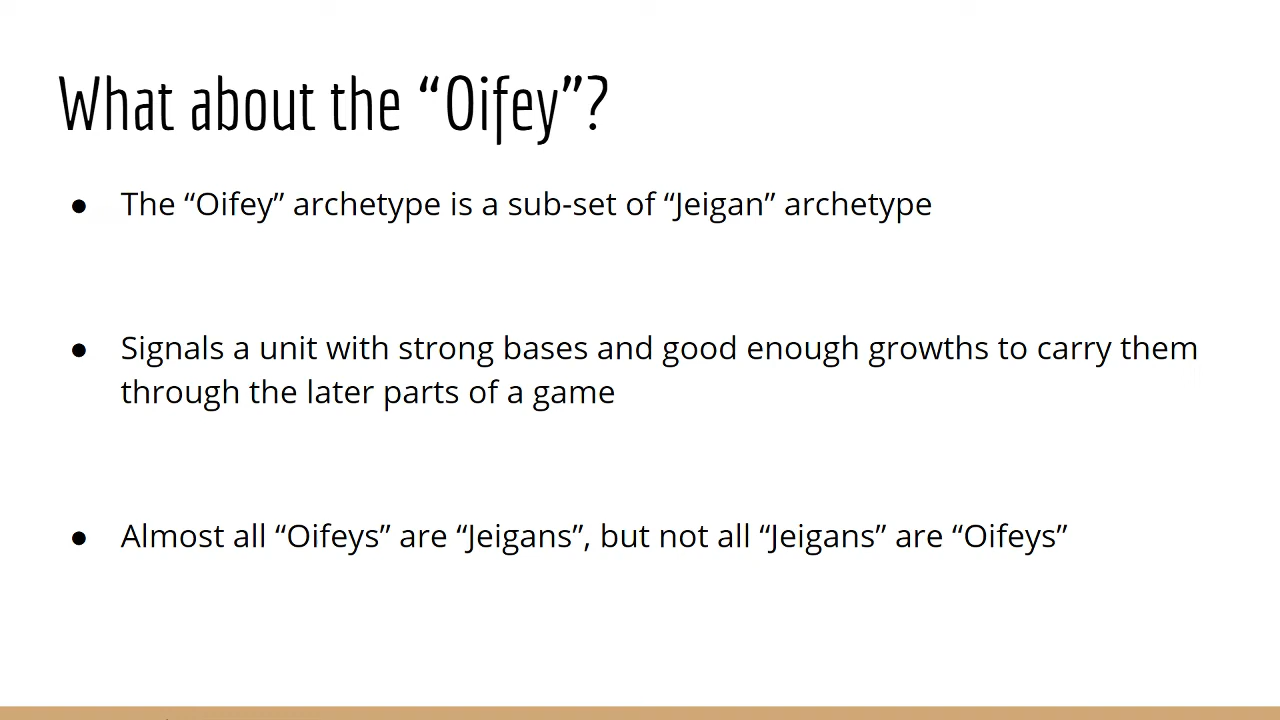 What about the “Oifey”?
● The “Oifey” archetype is a sub-set of “Jeigan” archetype
● Signals a unit with strong bases and good enough growths to carry them
through the later parts of a game
● Almost all “Oifeys” are “Jeigans”, but not all “Jeigans” are “Oifeys”